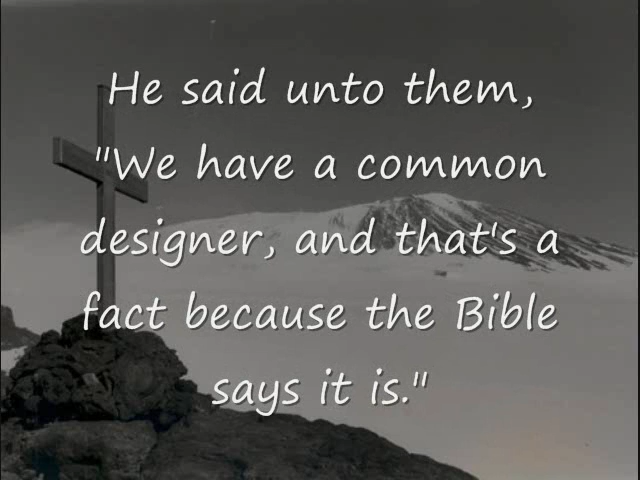 He said unto them,
"We have a common
designer, and that's a
fact because the Bible
says it is."